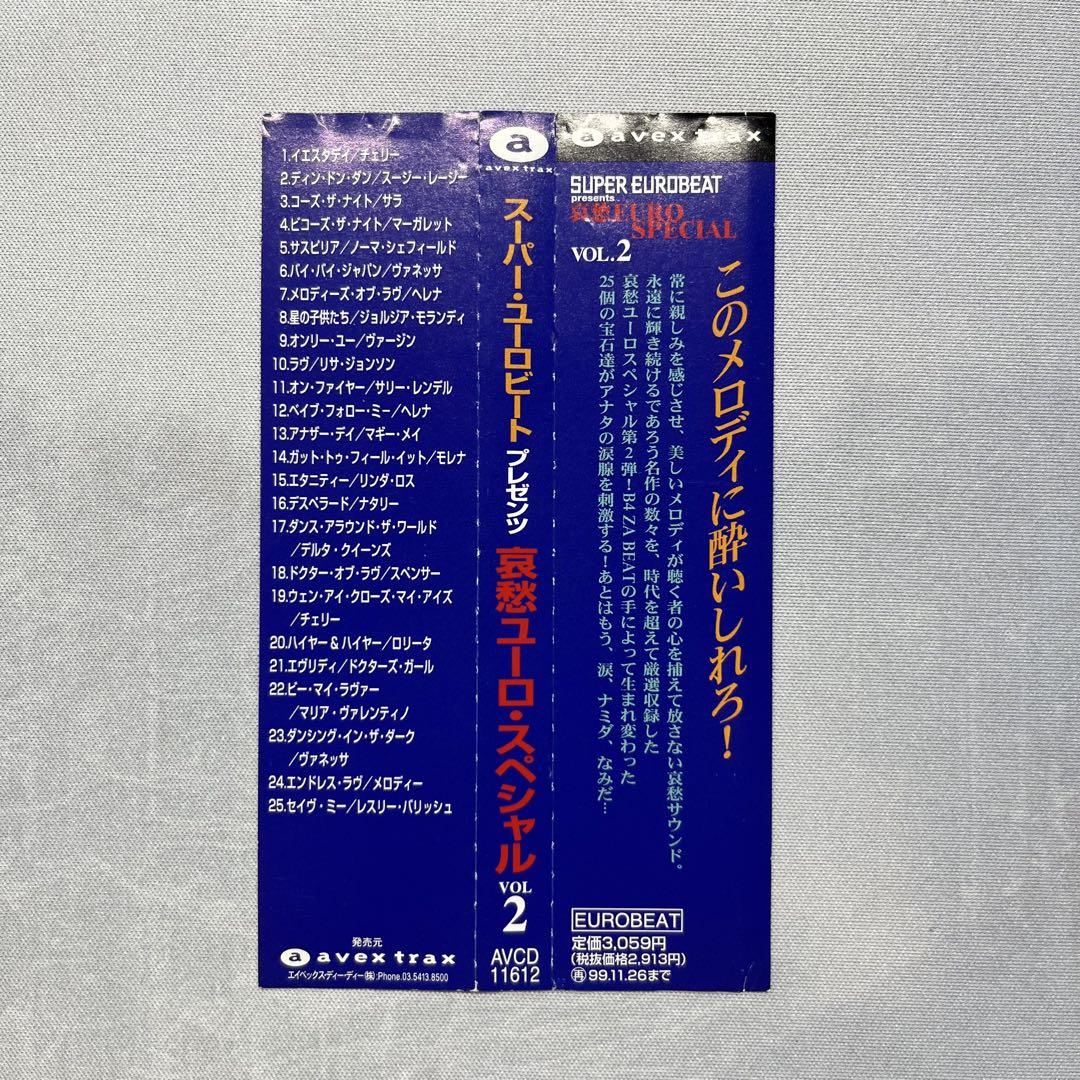 1.イエスタデイ/チェリー
2.ディン・ドン・ダン/スージー・レーシー
3.コーズ・ザ・ナイト/サラ
4.ビコーズ・ザ・ナイト/マーガレット
5.サスピリア/ノーマ・シェフィールド
6.バイ・バイ・ジャパン/ヴァネッサ
7.メロディーズ・オブ・ラヴ/ヘレナ
8.星の子供たち/ジョルジア・モランディ
9.オンリー・ユー/ヴァージン
10.ラヴ/リサ・ジョンソン
11.オン・ファイヤー/サリー・レンデル
12.ベイブ・フォロー・ミー/ヘレナ
13.アナザー・デイ/マギー・メイ
14.ガット・トゥ・フィール・イット/モレナ
15.エタニティー/リンダ・ロス
16.デスペラード/ナタリー
17.ダンス・アラウンド・ザ・ワールド
/デルタ・クイーンズ
18.ドクター・オブ・ラヴ/スペンサー
19.ウェン・アイ・クローズ・マイ・アイズ
/チェリー
20.ハイヤー&ハイヤー/ロリータ
21.エヴリディ/ドクターズ・ガール
22.ビー・マイ・ラヴァー
/マリア・ヴァレンティノ
23.ダンシング・イン・ザ・ダーク
/ヴァネッサ
24.エンドレス・ラヴ/メロディー
25.セイヴ・ミー/レスリー・パリッシュ
発売元
a avex trax
エイベックス・ディー・ディー(株):Phone.03.5413.8500
a
avex trax
スーパー・ユーロビート プレゼンツ 哀愁ユーロ・スペシャル
VOL
2
AVCD
11612
a avex trax
SUPER EUROBEAT
presents
哀愁EURO
SPECIAL
VOL.2
このメロディに酔いしれろ!
常に親しみを感じさせ、美しいメロディが聴く者の心を捕えて放さない哀愁サウンド。
永遠に輝き続けるであろう名作の数々を、時代を超えて厳選収録した
哀愁ユーロスペシャル第2弾!B4 ZA BEATの手によって生まれ変わった
25個の宝石達がアナタの涙腺を刺激する!あとはもう、涙、ナミダ、なみだ…
EUROBEAT
定価3,059円
(税抜価格2,913円)
再99.11.26まで